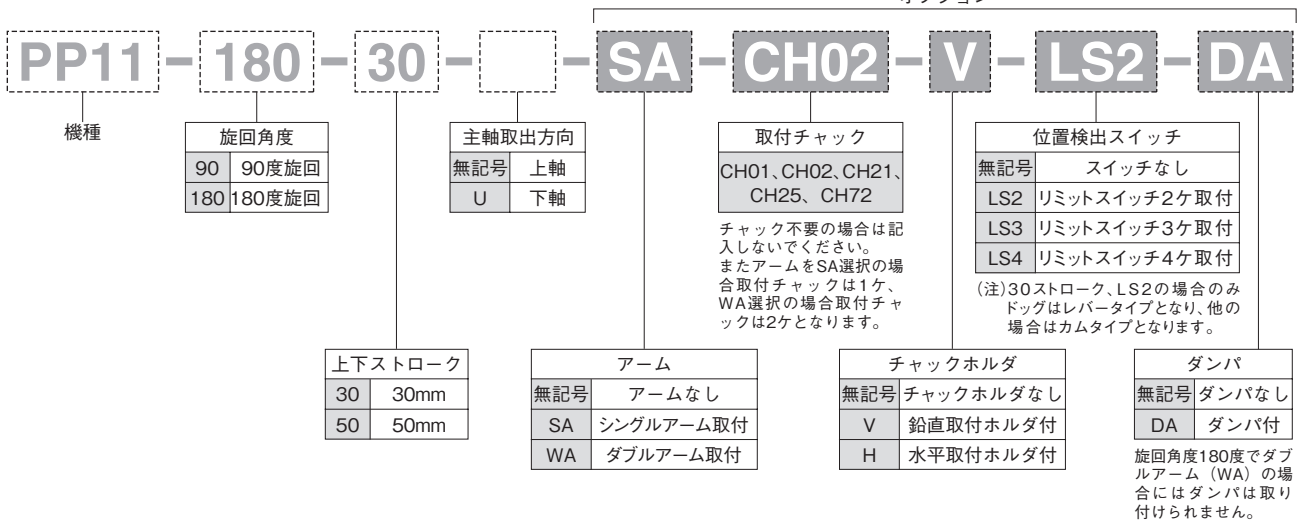 オプション
PP11-180-30- -SA-CH02-V-LS2-DA
機種
旋回角度
90 90度旋回
180 180度旋回
主軸取出方向
無記号 上軸
U 下軸
取付チャック
CH01、CH02、CH21、
CH25、CH72
チャック不要の場合は記
入しないでください。
またアームをSA選択の場
合取付チャックは1ケ、
WA選択の場合取付チャ
ックは2ケとなります。
位置検出スイッチ
無記号 スイッチなし
LS2 リミットスイッチ2ケ取付
LS3 リミットスイッチ3ケ取付
LS4 リミットスイッチ4ケ取付
(注)30ストローク、LS2の場合のみ
ドッグはレバータイプとなり、他の
場合はカムタイプとなります。
上下ストローク
30 30mm
50 50mm
アーム
無記号 アームなし
SA シングルアーム取付
WA ダブルアーム取付
チャックホルダ
無記号 チャックホルダなし
V 鉛直取付ホルダ付
H 水平取付ホルダ付
ダンパ
無記号 ダンパなし
DA ダンパ付
旋回角度180度でダブ
ルアーム(WA)の場
合にはダンパは取り
付けられません。